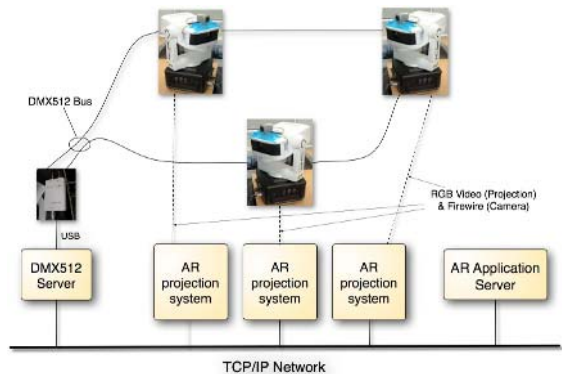 DMX512 Bus
RGB Video (Projection)
& Firewire (Camera)
USB
DMX512
Server
AR
projection
system
AR
projection
system
AR
projection
system
AR Application
Server
TCP/IP Network